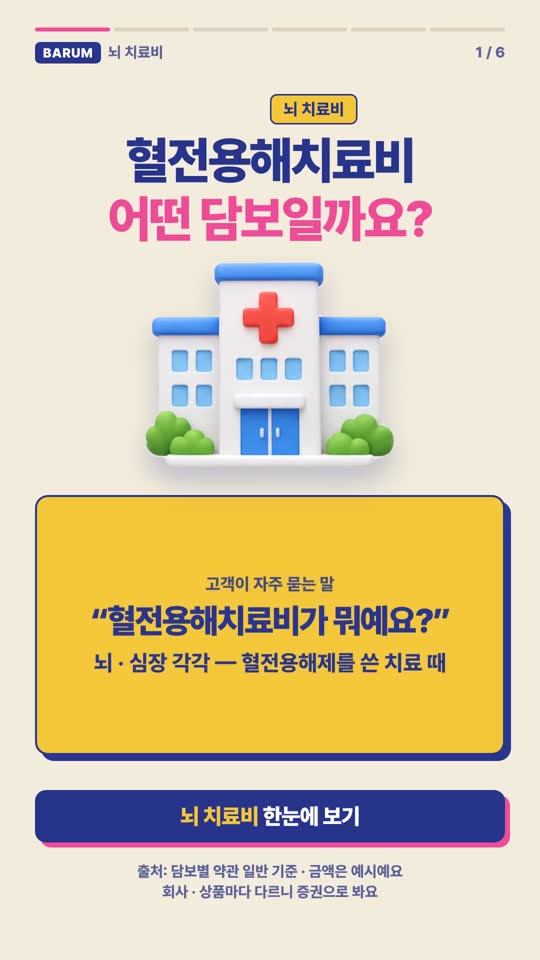 BARUM 뇌 치료비 1 / 6
뇌 치료비
혈전용해치료비
어떤 담보일까요?
고객이 자주 묻는 말
“혈전용해치료비가 뭐예요?”
뇌 · 심장 각각 — 혈전용해제를 쓴 치료 때
뇌 치료비 한눈에 보기
출처: 담보별 약관 일반 기준 · 금액은 예시예요
회사 · 상품마다 다르니 증권으로 봐요